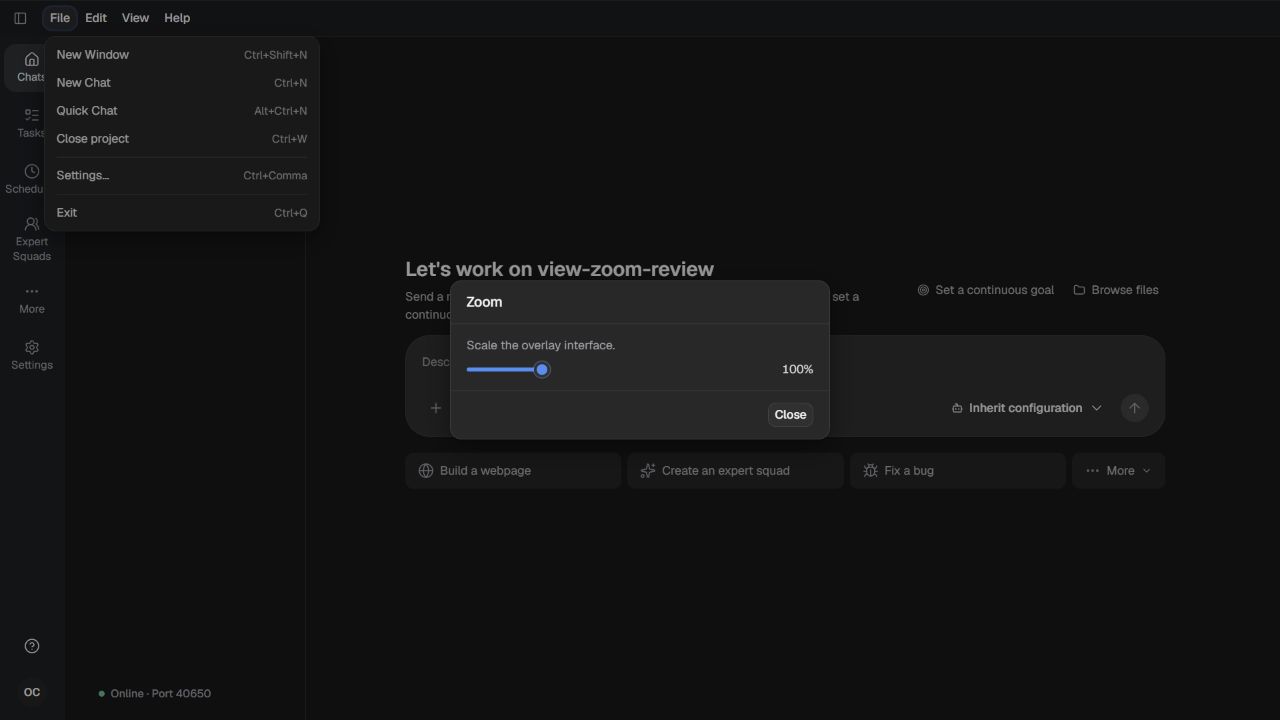 File Edit View Help
New Window Ctrl+Shift+N
New Chat Ctrl+N
Quick Chat Alt+Ctrl+N
Close project Ctrl+W
Settings... Ctrl+Comma
Exit Ctrl+Q
Chats
Tasks
Schedu
Expert
Squads
More
Settings
OC
Online · Port 40650
Let's work on view-zoom-review
Send a set a
continuo
Set a continuous goal
Browse files
Zoom
Scale the overlay interface.
100%
Close
Desc
Inherit configuration
Build a webpage
Create an expert squad
Fix a bug
More